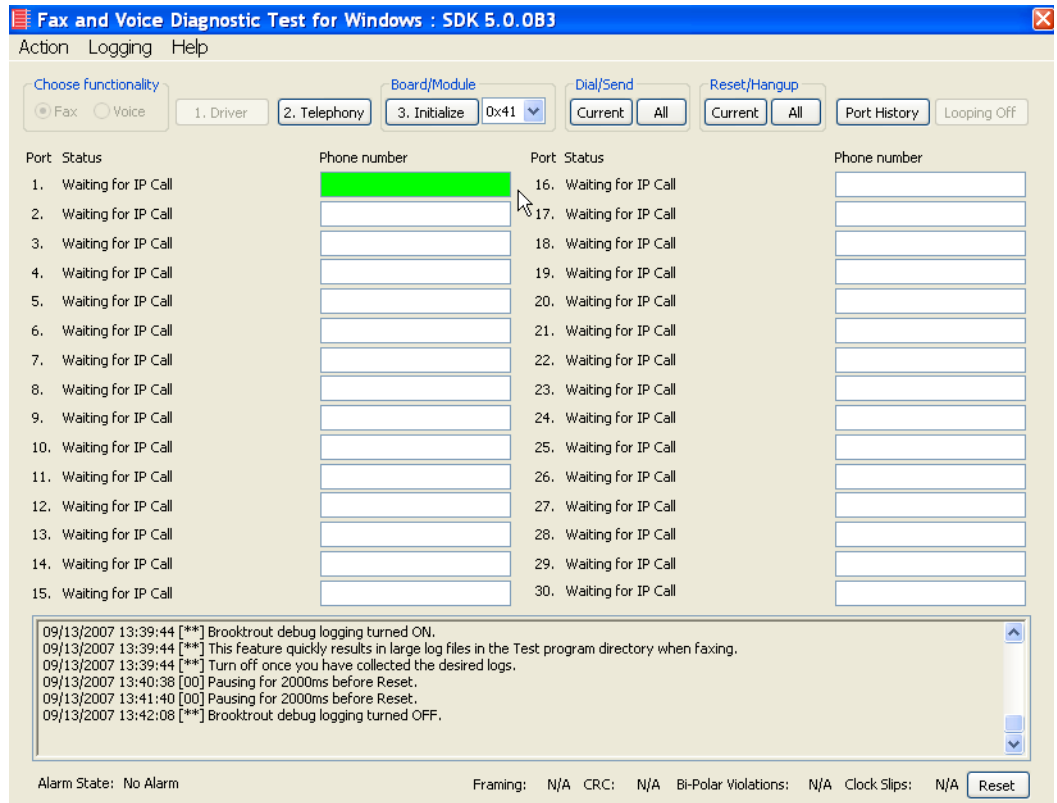 Fax and Voice Diagnostic Test for Windows : SDK 5.0.0B3
Action Logging Help
Choose functionality Board/Module Dial/Send Reset/Hangup
Fax Voice 1. Driver 2. Telephony 3. Initialize 0x41 Current All Current All Port History Looping Off
Port Status Phone number Port Status Phone number
1. Waiting for IP Call 16. Waiting for IP Call
2. Waiting for IP Call 17. Waiting for IP Call
3. Waiting for IP Call 18. Waiting for IP Call
4. Waiting for IP Call 19. Waiting for IP Call
5. Waiting for IP Call 20. Waiting for IP Call
6. Waiting for IP Call 21. Waiting for IP Call
7. Waiting for IP Call 22. Waiting for IP Call
8. Waiting for IP Call 23. Waiting for IP Call
9. Waiting for IP Call 24. Waiting for IP Call
10. Waiting for IP Call 25. Waiting for IP Call
11. Waiting for IP Call 26. Waiting for IP Call
12. Waiting for IP Call 27. Waiting for IP Call
13. Waiting for IP Call 28. Waiting for IP Call
14. Waiting for IP Call 29. Waiting for IP Call
15. Waiting for IP Call 30. Waiting for IP Call
09/13/2007 13:39:44 [**] Brooktrout debug logging turned ON.
09/13/2007 13:39:44 [**] This feature quickly results in large log files in the Test program directory when faxing.
09/13/2007 13:39:44 [**] Turn off once you have collected the desired logs.
09/13/2007 13:40:38 [00] Pausing for 2000ms before Reset.
09/13/2007 13:41:40 [00] Pausing for 2000ms before Reset.
09/13/2007 13:42:08 [**] Brooktrout debug logging turned OFF.
Alarm State: No Alarm Framing: N/A CRC: N/A Bi-Polar Violations: N/A Clock Slips: N/A Reset